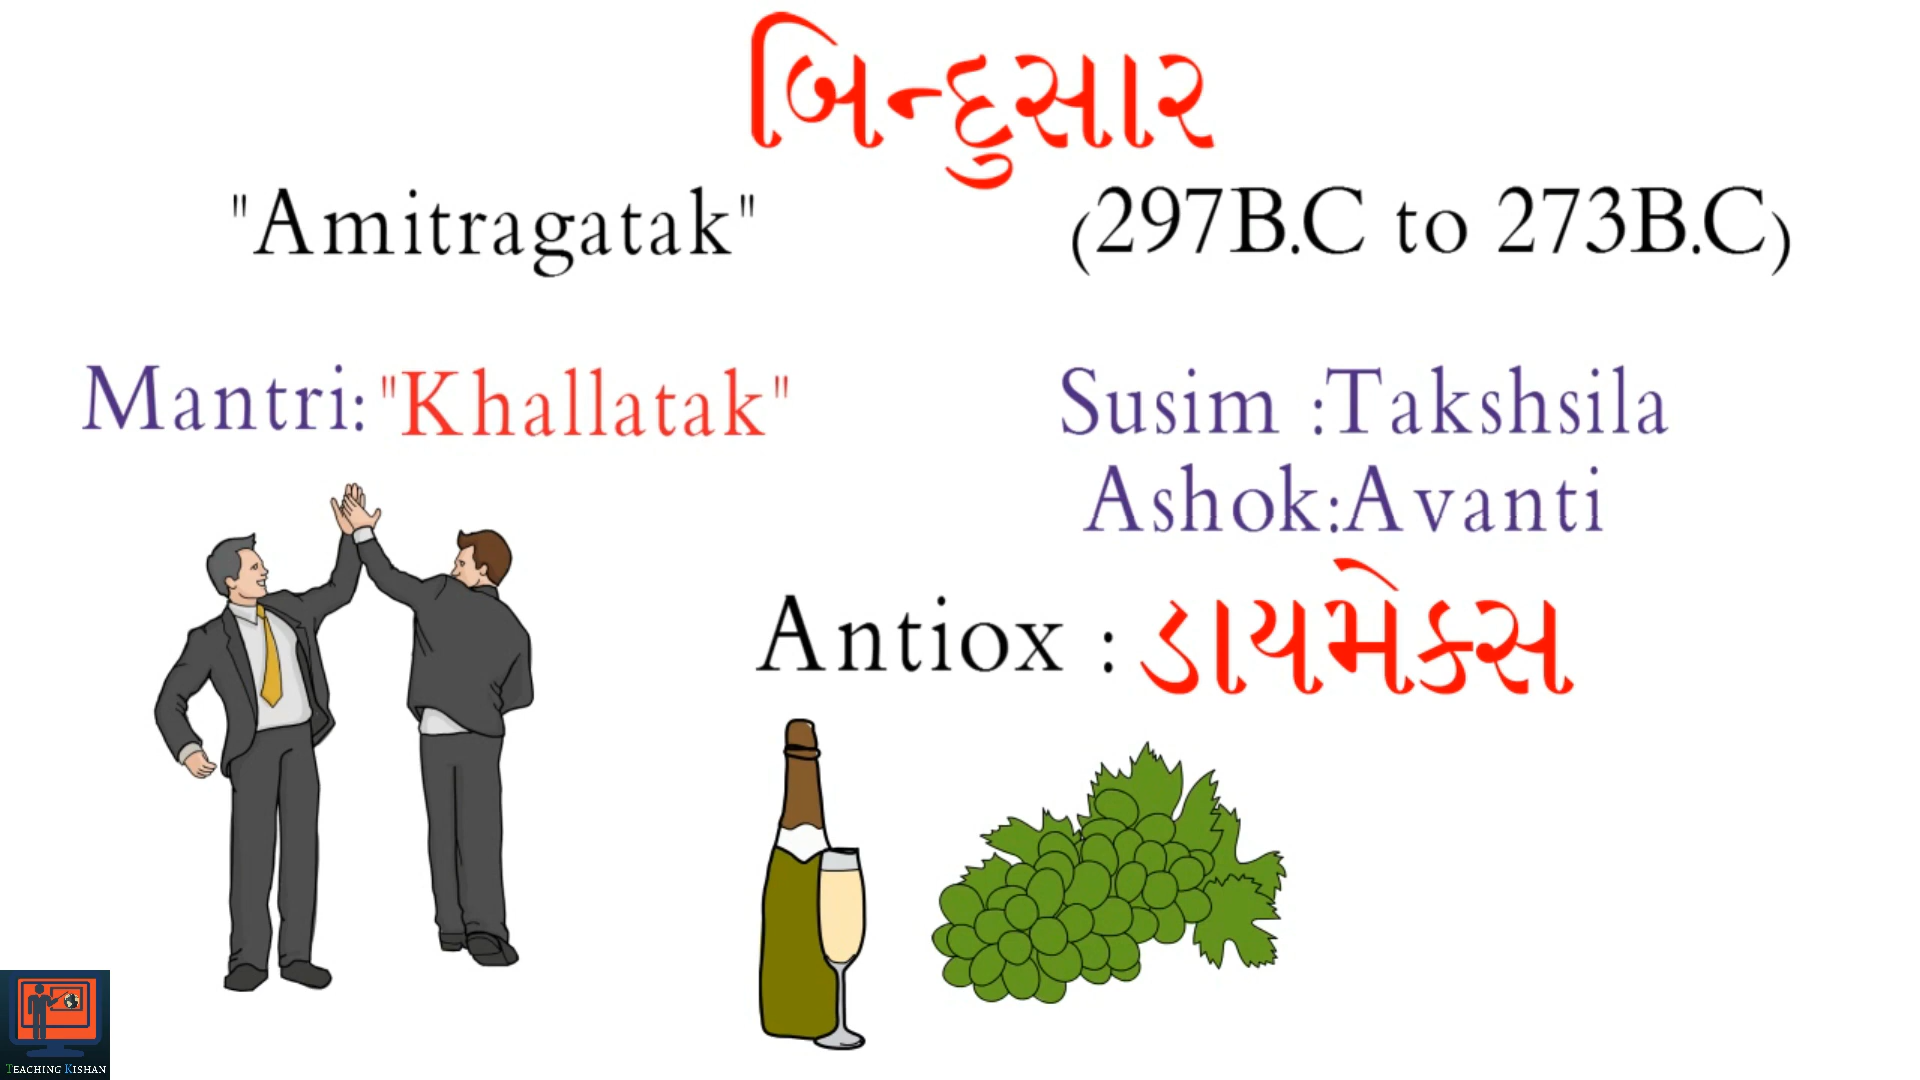 બિન્દુસાર
"Amitragatak"
(297B.C to 273B.C)
Mantri:"Khallatak"
Susim :Takshsila
Ashok:Avanti
Antiox : ડાયમેક્સ
TEACHING KISHAN